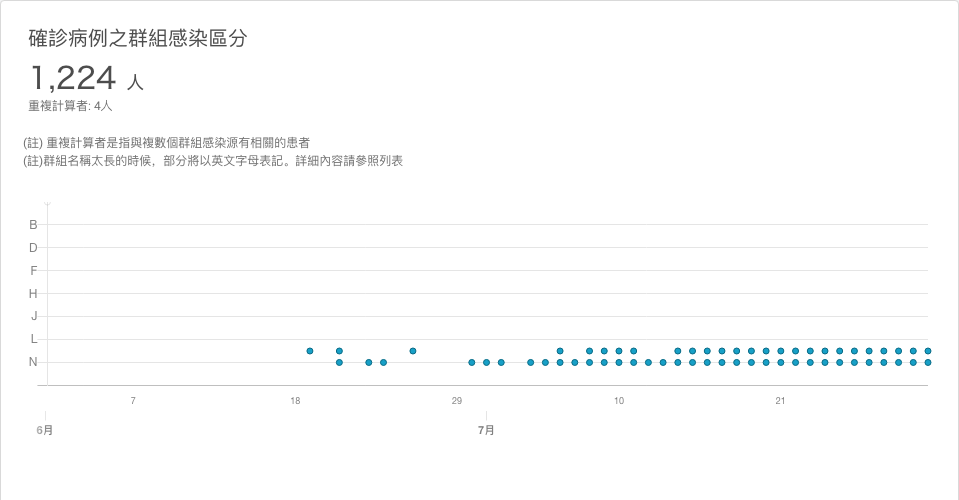 確診病例之群組感染區分
1,224 人
重複計算者: 4人
(註) 重複計算者是指與複數個群組感染源有相關的患者
(註)群組名稱太長的時候，部分將以英文字母表記。詳細內容請參照列表
B
D
F
H
J
L
N
7 18 29 10 21
6月 7月